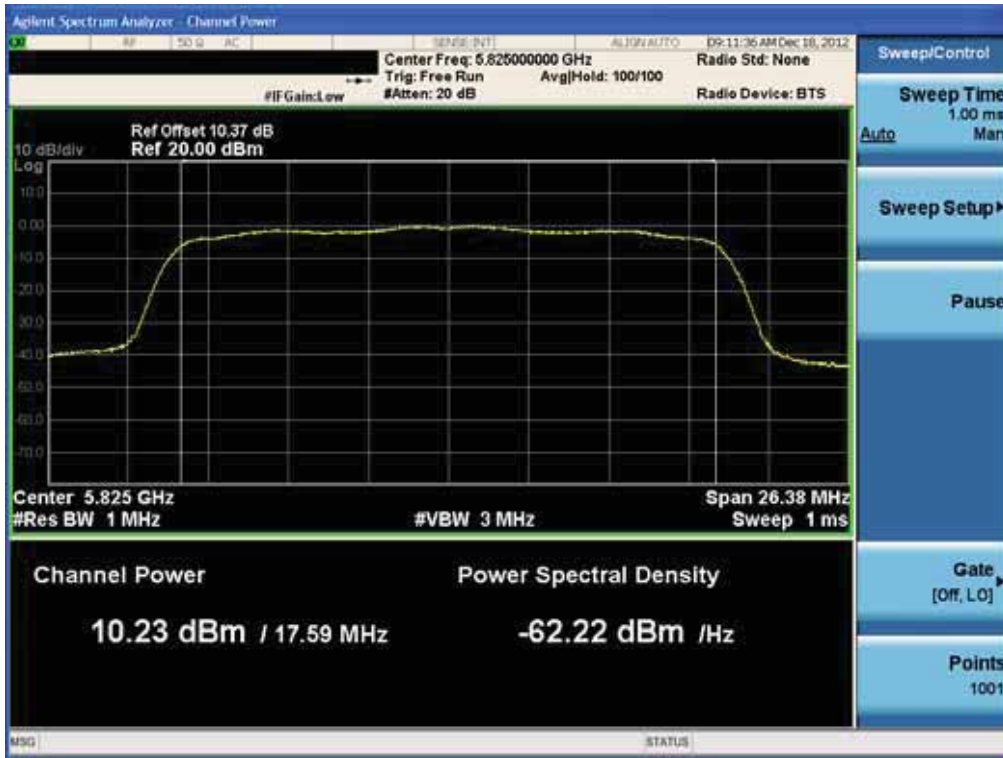 Agilent Spectrum Analyzer - Channel Power
RF 50 Ω AC SENSE:INT ALIGN AUTO 09:11:36 AM Dec 18, 2012
Center Freq: 5.825000000 GHz Radio Std: None
Trig: Free Run Avg|Hold: 100/100
#IFGain:Low #Atten: 20 dB Radio Device: BTS
Ref Offset 10.37 dB
10 dB/div Ref 20.00 dBm
Log
10.0
0.00
-10.0
-20.0
-30.0
-40.0
-50.0
-60.0
-70.0
Center 5.825 GHz Span 26.38 MHz
#Res BW 1 MHz #VBW 3 MHz Sweep 1 ms
Channel Power Power Spectral Density
10.23 dBm / 17.59 MHz -62.22 dBm /Hz
MSG STATUS
Sweep/Control
Sweep Time
1.00 ms
Auto Man
Sweep Setup
Pause
Gate
[Off, LO]
Points
1001